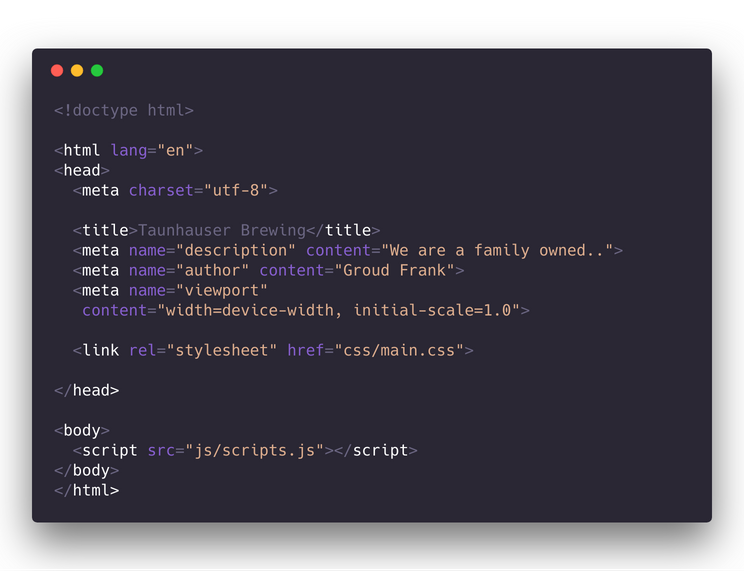 <!doctype html>
<html lang="en">
<head>
<meta charset="utf-8">
<title>Taunhauser Brewing</title>
<meta name="description" content="We are a family owned..">
<meta name="author" content="Groud Frank">
<meta name="viewport"
content="width=device-width, initial-scale=1.0">
<link rel="stylesheet" href="css/main.css">
</head>
<body>
<script src="js/scripts.js"></script>
</body>
</html>